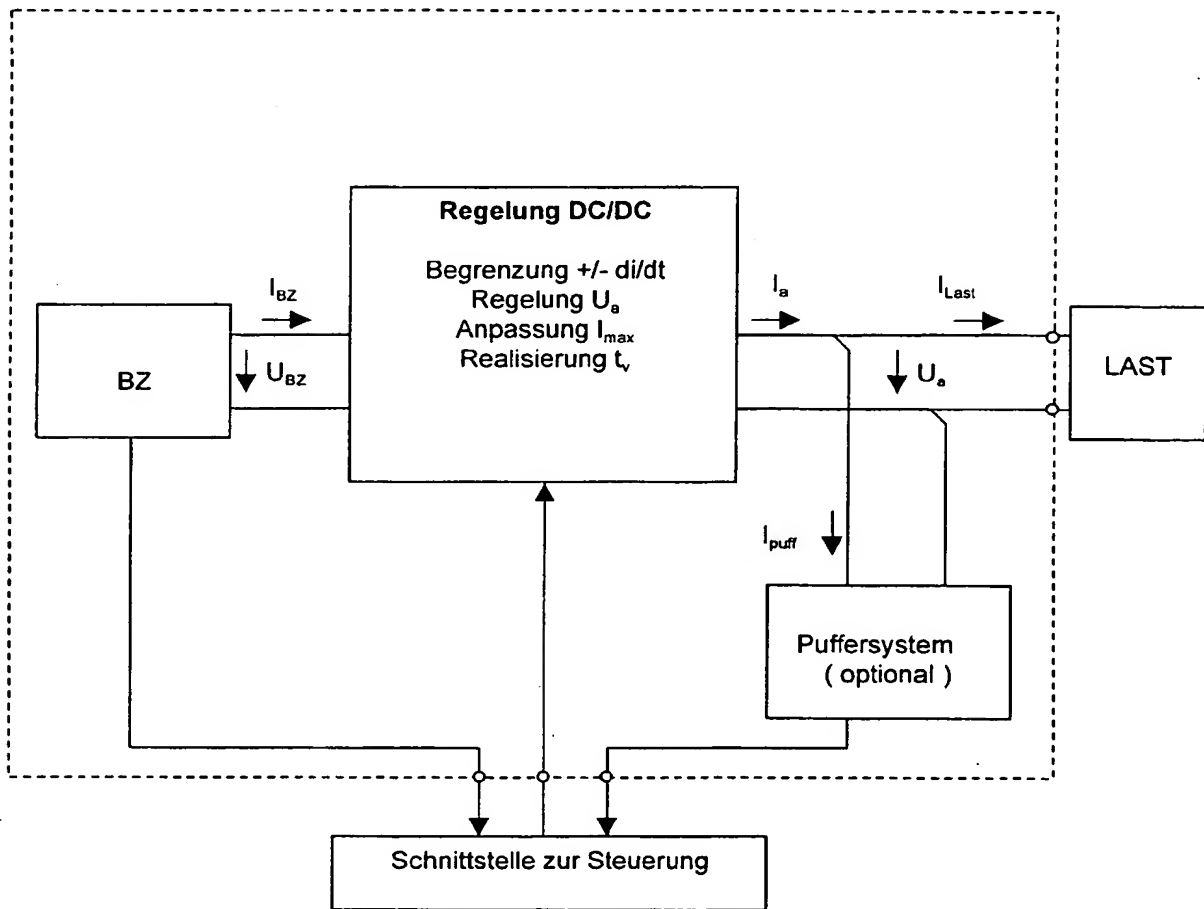 Regelung DC/DC
Begrenzung +/- di/dt
Regelung Ua
Anpassung Imax
Realisierung tv
IBZ
UBZ
BZ
Ia
ILast
Ua
LAST
Ipuff
Puffersystem
( optional )
Schnittstelle zur Steuerung